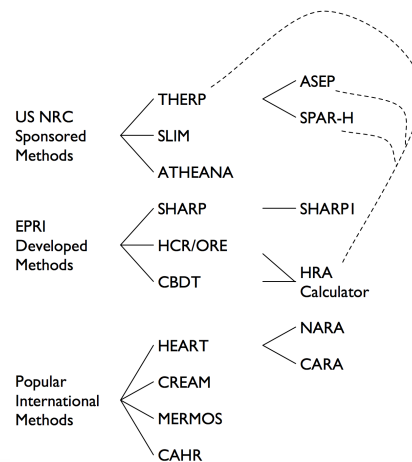 US NRC
Sponsored
Methods
THERP
SLIM
ATHEANA
ASEP
SPAR-H
EPRI
Developed
Methods
SHARP
HCR/ORE
CBDT
SHARP1
HRA
Calculator
Popular
International
Methods
HEART
CREAM
MERMOS
CAHR
NARA
CARA